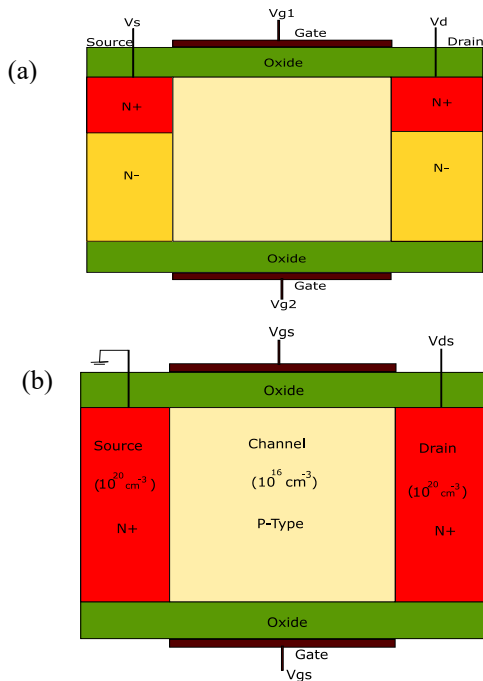 Vg1
Vs
Vd
Source
Gate
Drain
(a)
Oxide
N+
N+
N-
N-
Oxide
Gate
Vg2
Vgs
Vds
(b)
Oxide
Source
Channel
Drain
(10^20 cm^-3)
(10^16 cm^-3)
(10^20 cm^-3)
P-Type
N+
N+
Oxide
Gate
Vgs